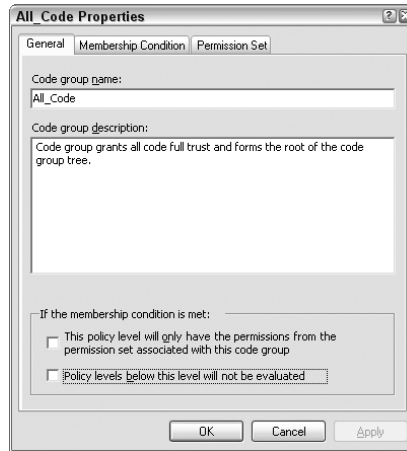 All_Code Properties
General
Membership Condition
Permission Set
Code group name:
All_Code
Code group description:
Code group grants all code full trust and forms the root of the code
group tree.
If the membership condition is met:
This policy level will only have the permissions from the
permission set associated with this code group
Policy levels below this level will not be evaluated
OK
Cancel
Apply